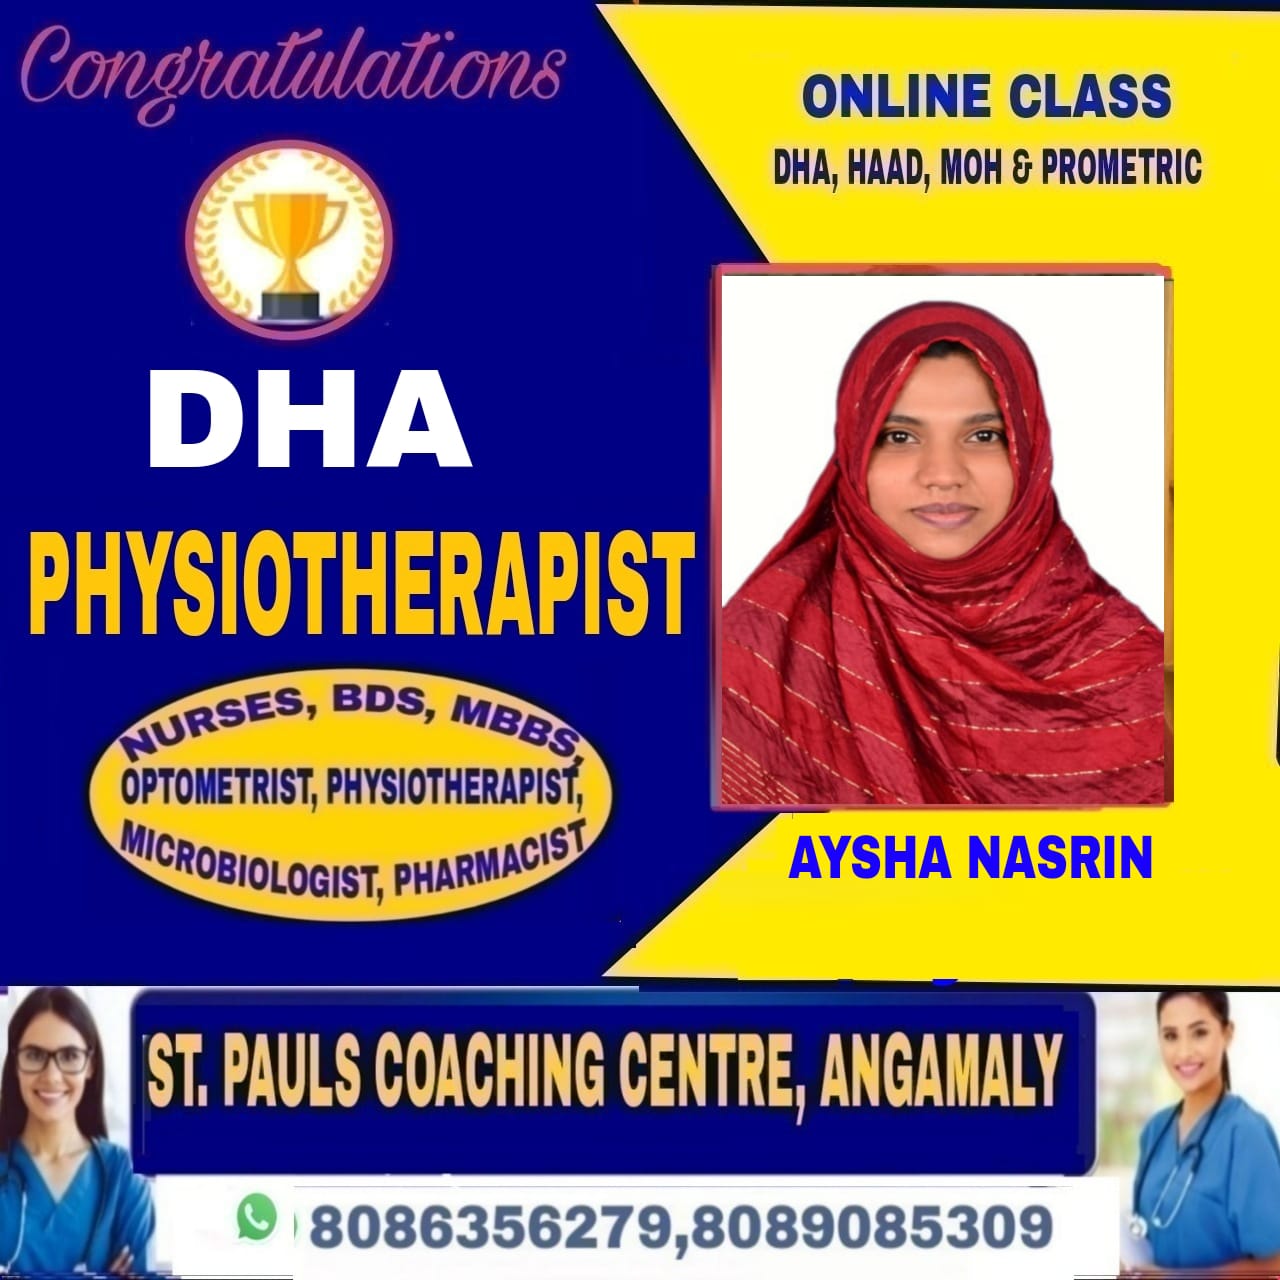 Congratulations
ONLINE CLASS
DHA, HAAD, MOH & PROMETRIC
DHA
PHYSIOTHERAPIST
NURSES, BDS, MBBS,
OPTOMETRIST, PHYSIOTHERAPIST,
MICROBIOLOGIST, PHARMACIST
AYSHA NASRIN
ST. PAULS COACHING CENTRE, ANGAMALY
8086356279,8089085309